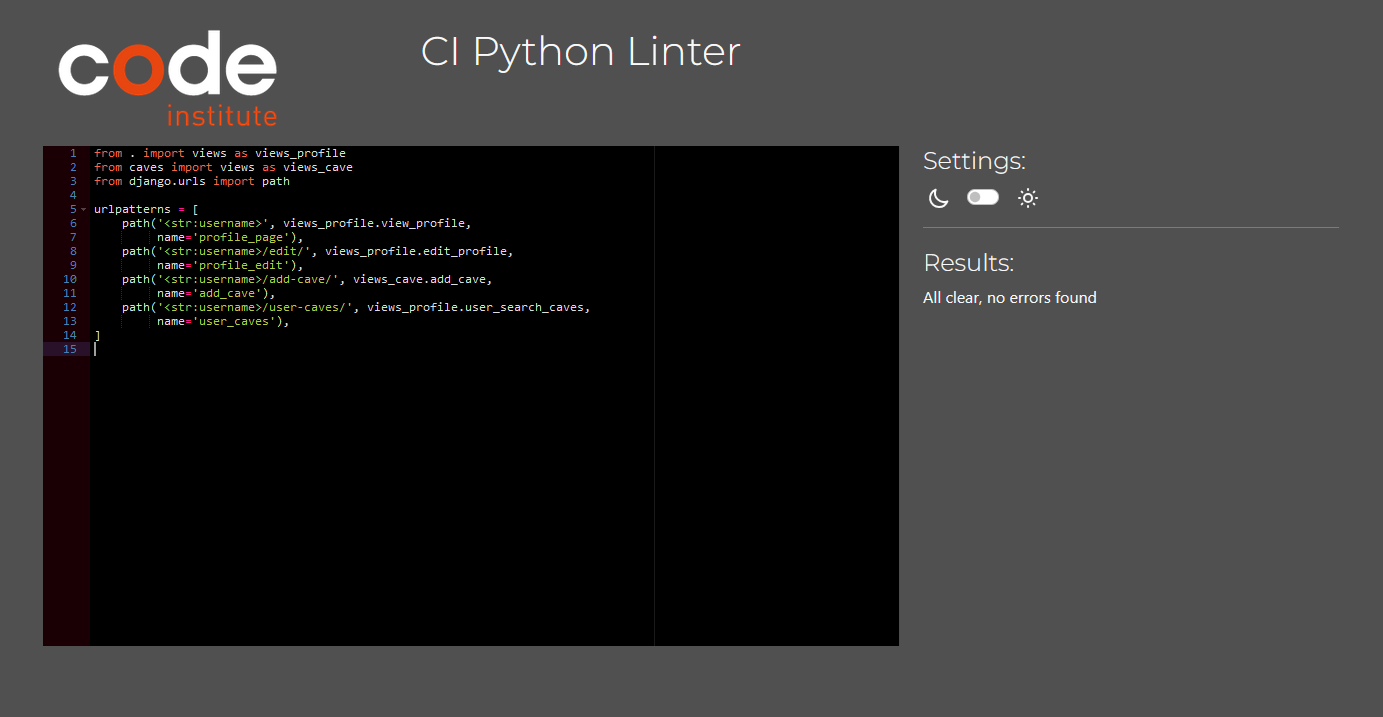 code
institute
CI Python Linter
1 from . import views as views_profile
2 from caves import views as views_cave
3 from django.urls import path
4
5 urlpatterns = [
6     path('<str:username>', views_profile.view_profile,
7          name='profile_page'),
8     path('<str:username>/edit/', views_profile.edit_profile,
9          name='profile_edit'),
10     path('<str:username>/add-cave/', views_cave.add_cave,
11          name='add_cave'),
12     path('<str:username>/user-caves/', views_profile.user_search_caves,
13          name='user_caves'),
14 ]
15
Settings:
Results:
All clear, no errors found